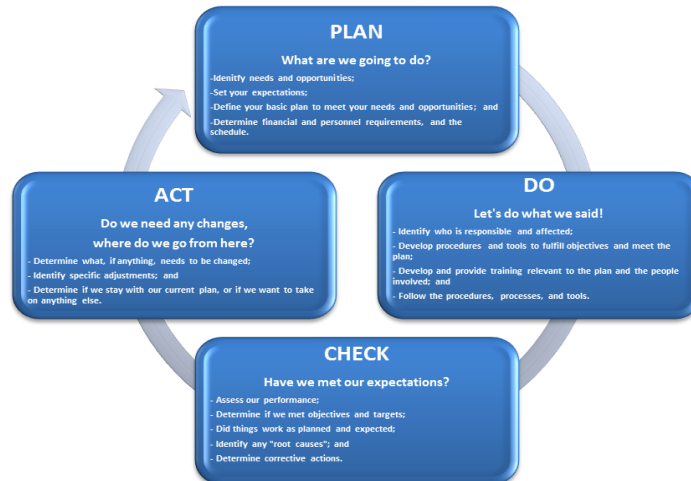 PLAN
What are we going to do?
-Idenitfy needs and opportunities;
-Set your expectations;
-Define your basic plan to meet your needs and opportunities; and
-Determine financial and personnel requirements, and the
schedule.
DO
Let's do what we said!
- Identify who is responsible and affected;
- Develop procedures and tools to fulfill objectives and meet the
plan;
- Develop and provide training relevant to the plan and the people
involved; and
- Follow the procedures, processes, and tools.
CHECK
Have we met our expectations?
- Assess our performance;
- Determine if we met objectives and targets;
- Did things work as planned and expected;
- Identify any "root causes"; and
- Determine corrective actions.
ACT
Do we need any changes,
where do we go from here?
- Determine what, if anything, needs to be changed;
- Identify specific adjustments; and
- Determine if we stay with our current plan, or if we want to take
on anything else.